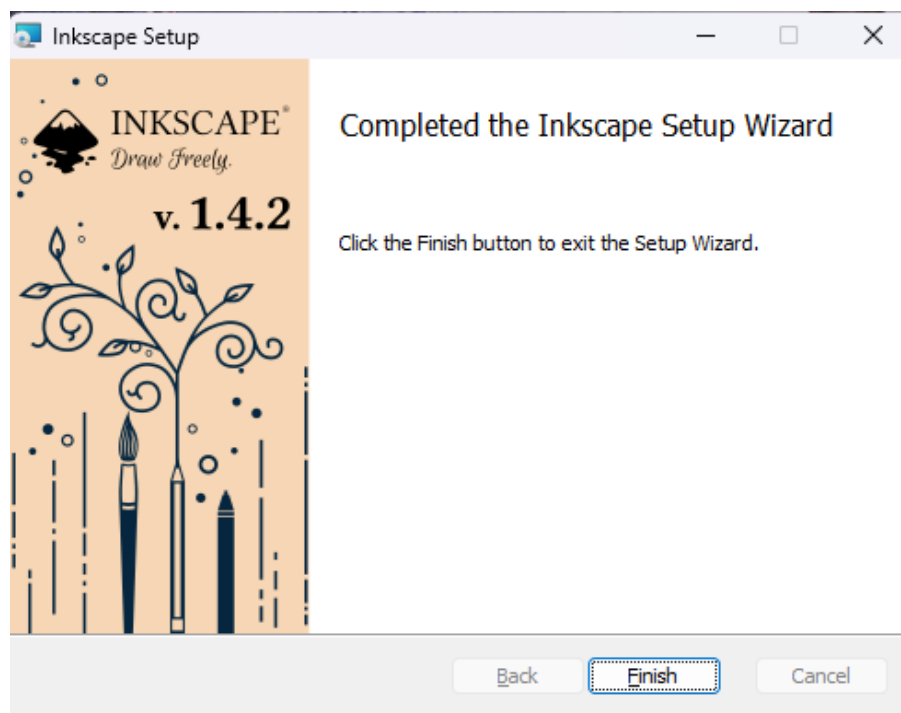 Inkscape Setup
INKSCAPE®
Draw Freely.
v. 1.4.2
Completed the Inkscape Setup Wizard
Click the Finish button to exit the Setup Wizard.
Back
Finish
Cancel